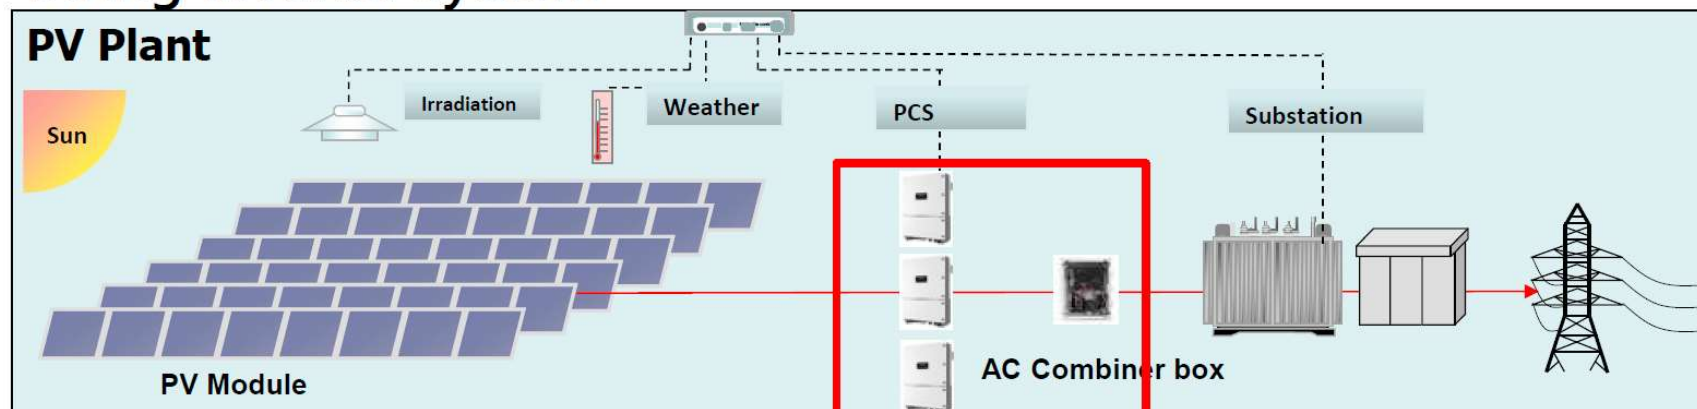 PV Plant
Irradiation
Weather
PCS
Substation
Sun
AC Combiner box
PV Module